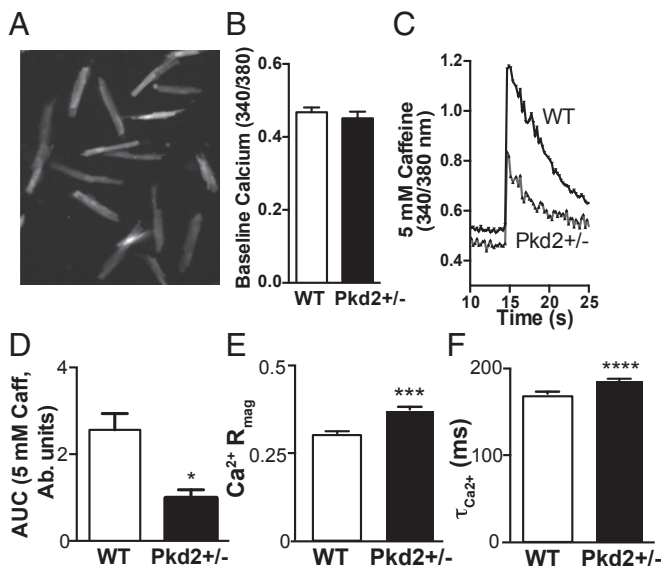 A
B
C
Baseline Calcium (340/380)
0.6
0.4
0.2
0.0
WT Pkd2+/-
5 mM Caffeine
(340/380 nm)
1.2
1.0
0.8
0.6
0.4
WT
Pkd2+/-
10 15 20 25
Time (s)
D
E
F
AUC (5 mM Caff,
Ab. units)
4
2
0
*
WT Pkd2+/-
Ca²⁺ Rmag
0.5
0.25
0
***
WT Pkd2+/-
τCa2+ (ms)
200
100
0
****
WT Pkd2+/-